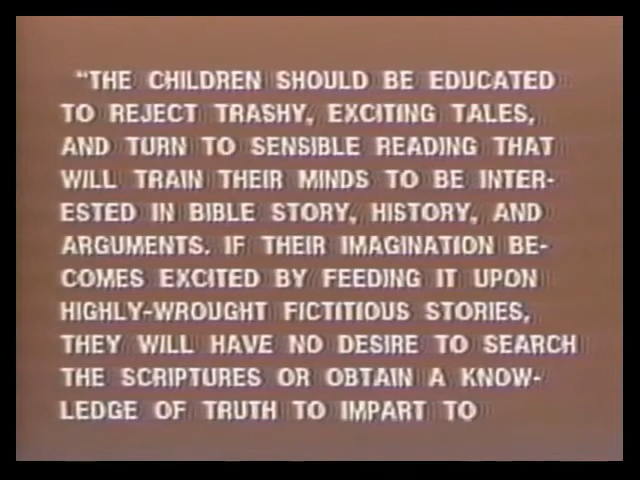 “THE CHILDREN SHOULD BE EDUCATED
TO REJECT TRASHY, EXCITING TALES,
AND TURN TO SENSIBLE READING THAT
WILL TRAIN THEIR MINDS TO BE INTER-
ESTED IN BIBLE STORY, HISTORY, AND
ARGUMENTS. IF THEIR IMAGINATION BE-
COMES EXCITED BY FEEDING IT UPON
HIGHLY-WROUGHT FICTITIOUS STORIES,
THEY WILL HAVE NO DESIRE TO SEARCH
THE SCRIPTURES OR OBTAIN A KNOW-
LEDGE OF TRUTH TO IMPART TO